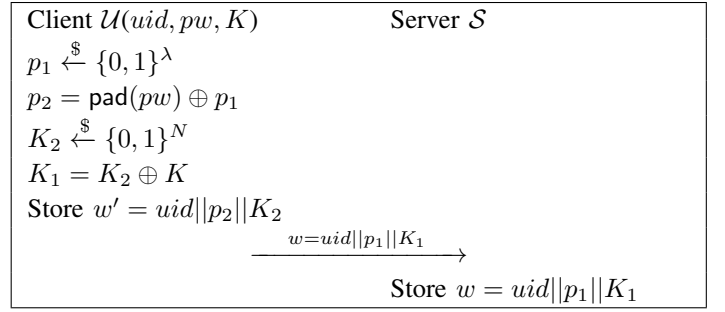 Client 𝒰(uid, pw, K) Server 𝒮
p₁ ←$ {0, 1}^λ
p₂ = pad(pw) ⊕ p₁
K₂ ←$ {0, 1}^N
K₁ = K₂ ⊕ K
Store w′ = uid||p₂||K₂
w=uid||p₁||K₁
Store w = uid||p₁||K₁